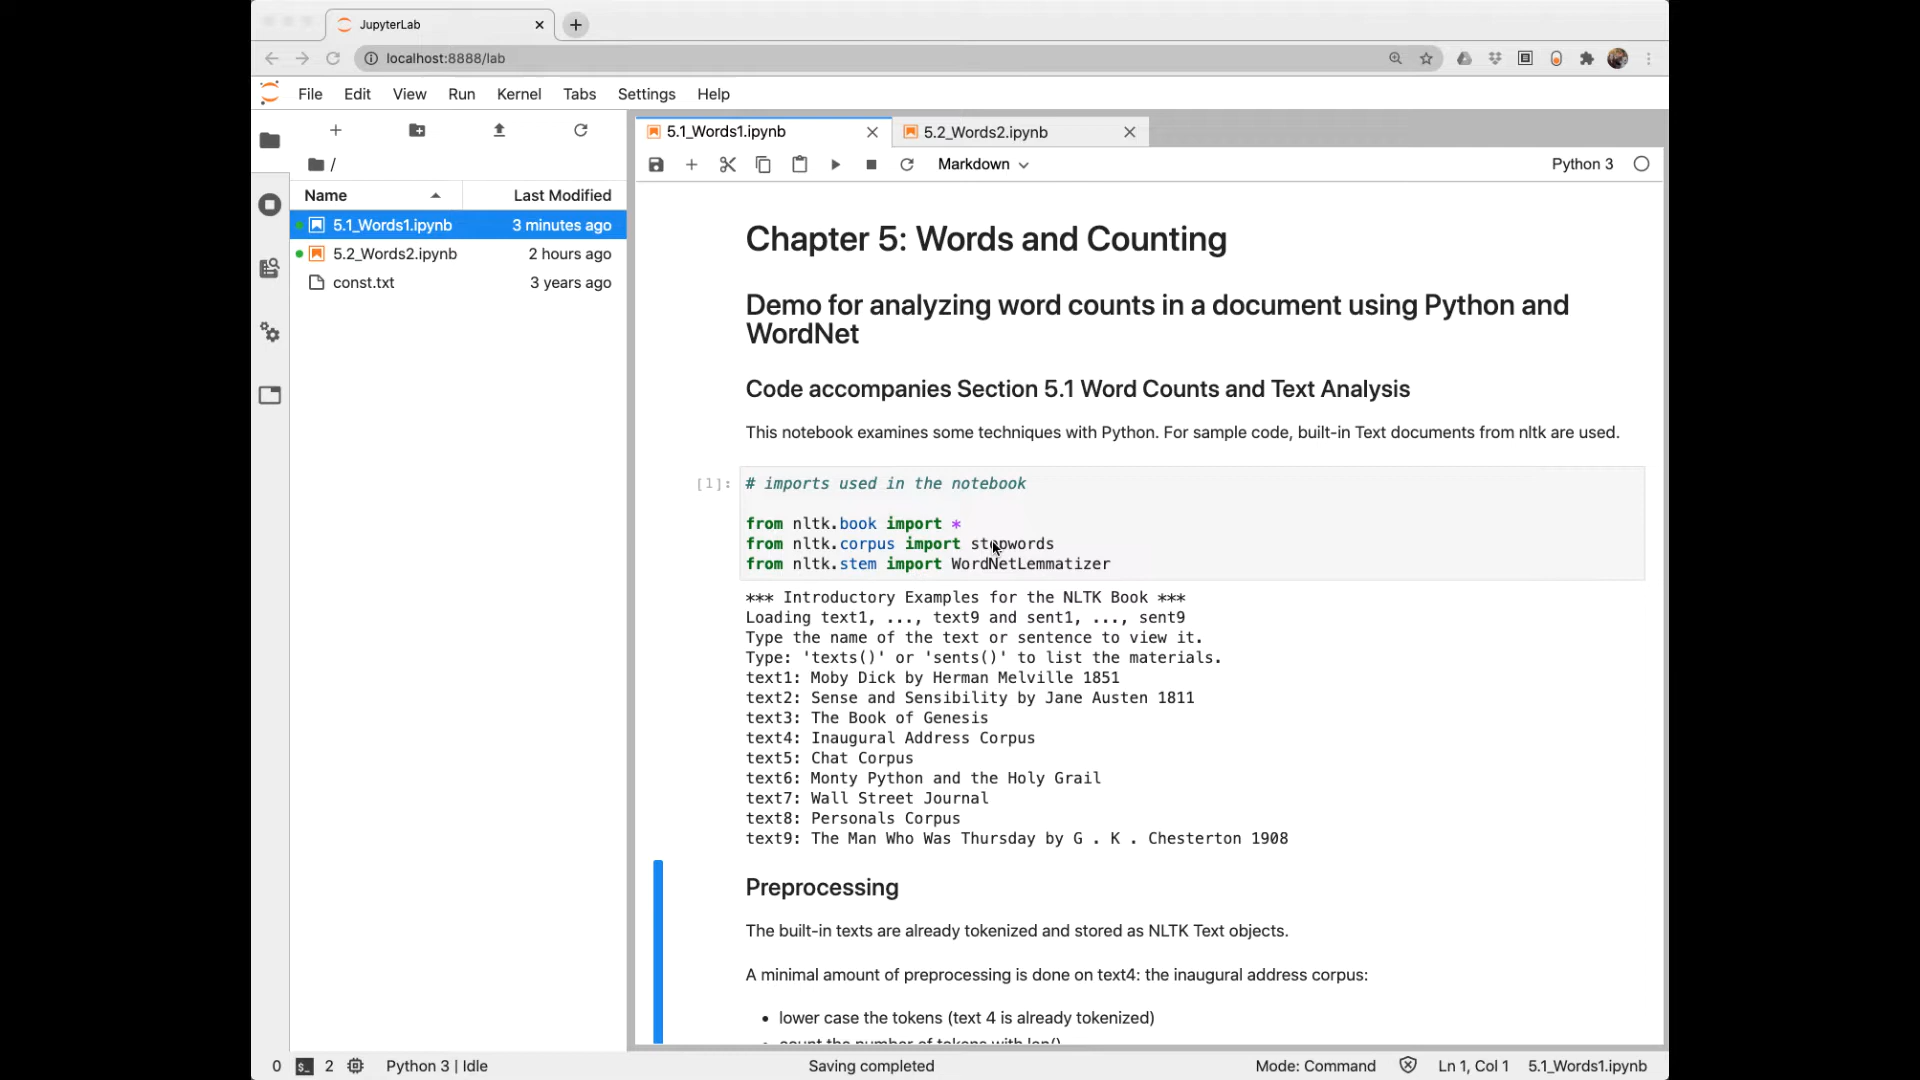 JupyterLab
localhost:8888/lab
File Edit View Run Kernel Tabs Settings Help
/
Name Last Modified
5.1_Words1.ipynb 3 minutes ago
5.2_Words2.ipynb 2 hours ago
const.txt 3 years ago
5.1_Words1.ipynb 5.2_Words2.ipynb
Markdown Python 3
Chapter 5: Words and Counting
Demo for analyzing word counts in a document using Python and
WordNet
Code accompanies Section 5.1 Word Counts and Text Analysis
This notebook examines some techniques with Python. For sample code, built-in Text documents from nltk are used.
[1]: # imports used in the notebook
from nltk.book import *
from nltk.corpus import stopwords
from nltk.stem import WordNetLemmatizer
*** Introductory Examples for the NLTK Book ***
Loading text1, ..., text9 and sent1, ..., sent9
Type the name of the text or sentence to view it.
Type: 'texts()' or 'sents()' to list the materials.
text1: Moby Dick by Herman Melville 1851
text2: Sense and Sensibility by Jane Austen 1811
text3: The Book of Genesis
text4: Inaugural Address Corpus
text5: Chat Corpus
text6: Monty Python and the Holy Grail
text7: Wall Street Journal
text8: Personals Corpus
text9: The Man Who Was Thursday by G . K . Chesterton 1908
Preprocessing
The built-in texts are already tokenized and stored as NLTK Text objects.
A minimal amount of preprocessing is done on text4: the inaugural address corpus:
• lower case the tokens (text 4 is already tokenized)
• count the number of tokens with len()
0 2 Python 3 | Idle Saving completed Mode: Command Ln 1, Col 1 5.1_Words1.ipynb